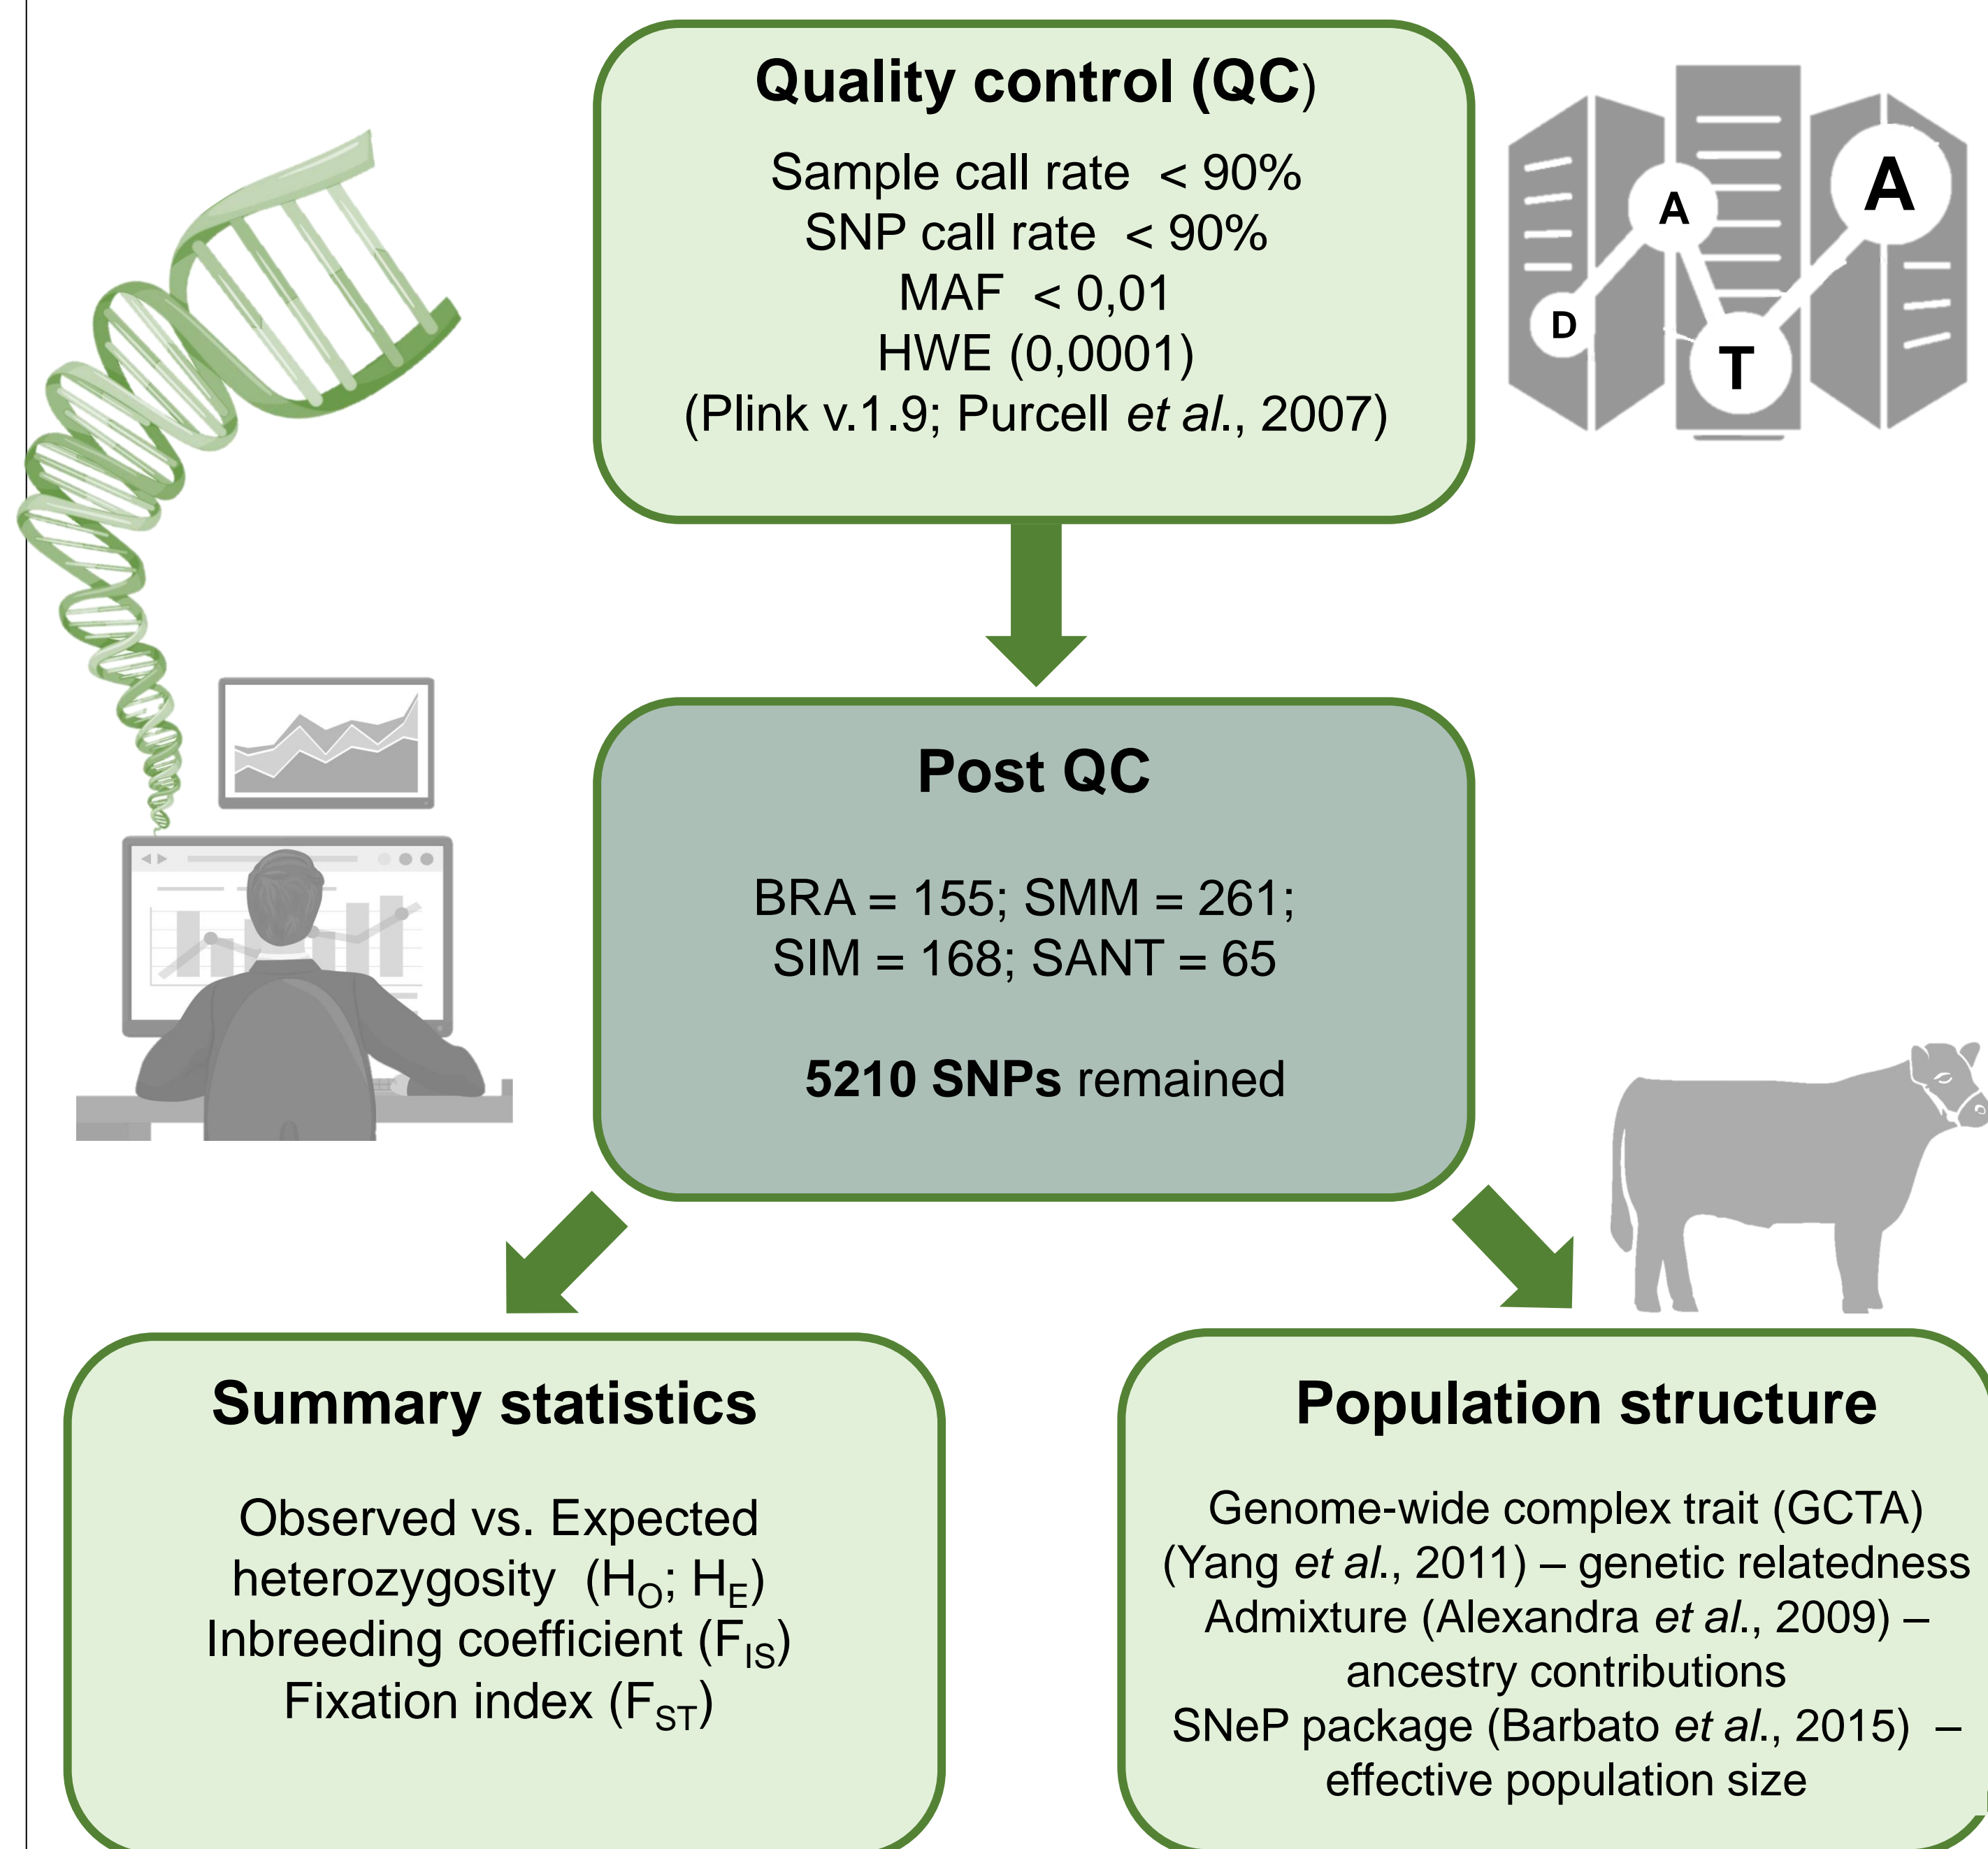 Quality control (QC)
Sample call rate < 90%
SNP call rate < 90%
MAF < 0,01
HWE (0,0001)
(Plink v.1.9; Purcell et al., 2007)
D
A
T
A
Post QC
BRA = 155; SMM = 261;
SIM = 168; SANT = 65
5210 SNPs remained
Summary statistics
Observed vs. Expected
heterozygosity (HO; HE)
Inbreeding coefficient (FIS)
Fixation index (FST)
Population structure
Genome-wide complex trait (GCTA)
(Yang et al., 2011) – genetic relatedness
Admixture (Alexandra et al., 2009) –
ancestry contributions
SNeP package (Barbato et al., 2015) –
effective population size